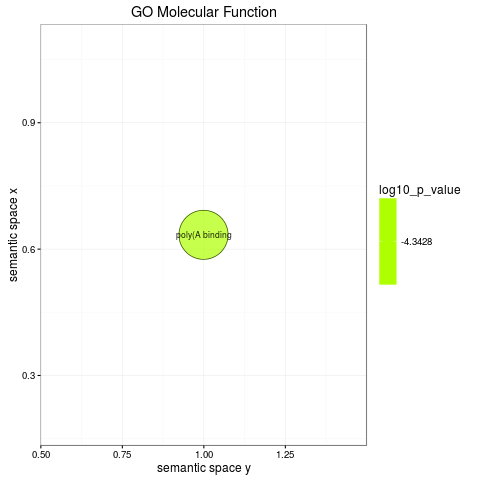 GO Molecular Function
0.9
0.6
0.3
semantic space x
poly(A binding
0.50
0.75
1.00
1.25
semantic space y
log10_p_value
-4.3428